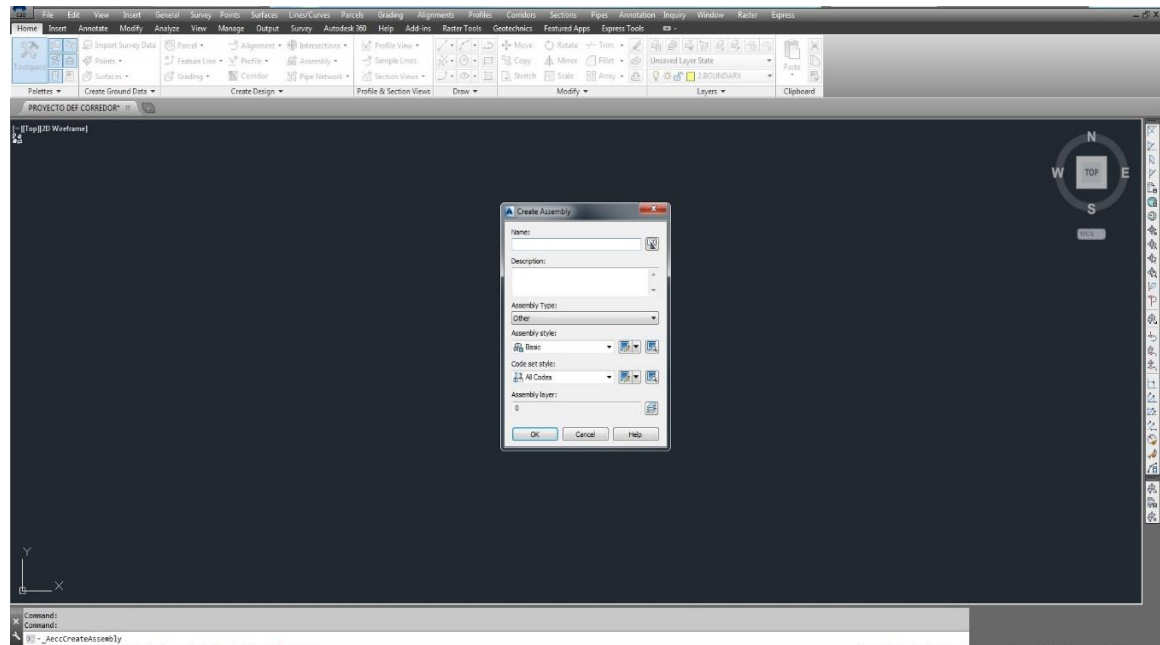 File Edit View Insert General Survey Points Surfaces Lines/Curves Parcels Grading Alignments Profiles Corridors Sections Pipes Annotation Inquiry Window Raster Express
Home Insert Annotate Modify Analyze View Manage Output Survey Autodesk 360 Help Add-ins Raster Tools Geotechnics Featured Apps Express Tools
Import Survey Data Parcel Alignment Intersections Profile View Move Rotate Trim
Toolspace Points Feature Line Profile Assembly Sample Lines Copy Mirror Fillet Unsaved Layer State Paste
Surfaces Grading Corridor Pipe Network Section Views Stretch Scale Array 2.BOUNDARY
Palettes Create Ground Data Create Design Profile & Section Views Draw Modify Layers Clipboard
PROYECTO DEF CORREDOR*
[-][Top][2D Wireframe]
N
W TOP E
S
WCS
Create Assembly
Name:
Description:
Assembly Type:
Other
Assembly style:
Basic
Code set style:
All Codes
Assembly layer:
0
OK Cancel Help
Y
X
Command:
Command:
-_AeccCreateAssembly